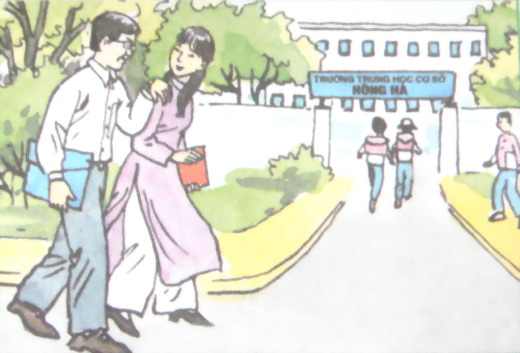 TRƯỜNG TRUNG HỌC CƠ SỞ
HỒNG HÀ